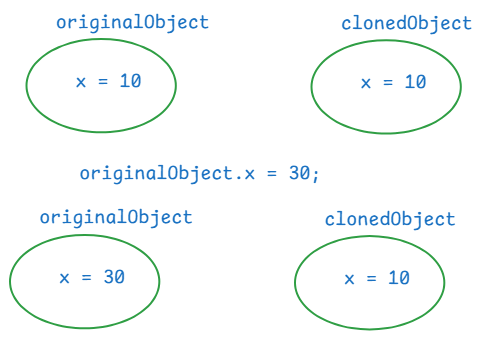 originalObject
clonedObject
x = 10
x = 10
originalObject.x = 30;
originalObject
clonedObject
x = 30
x = 10